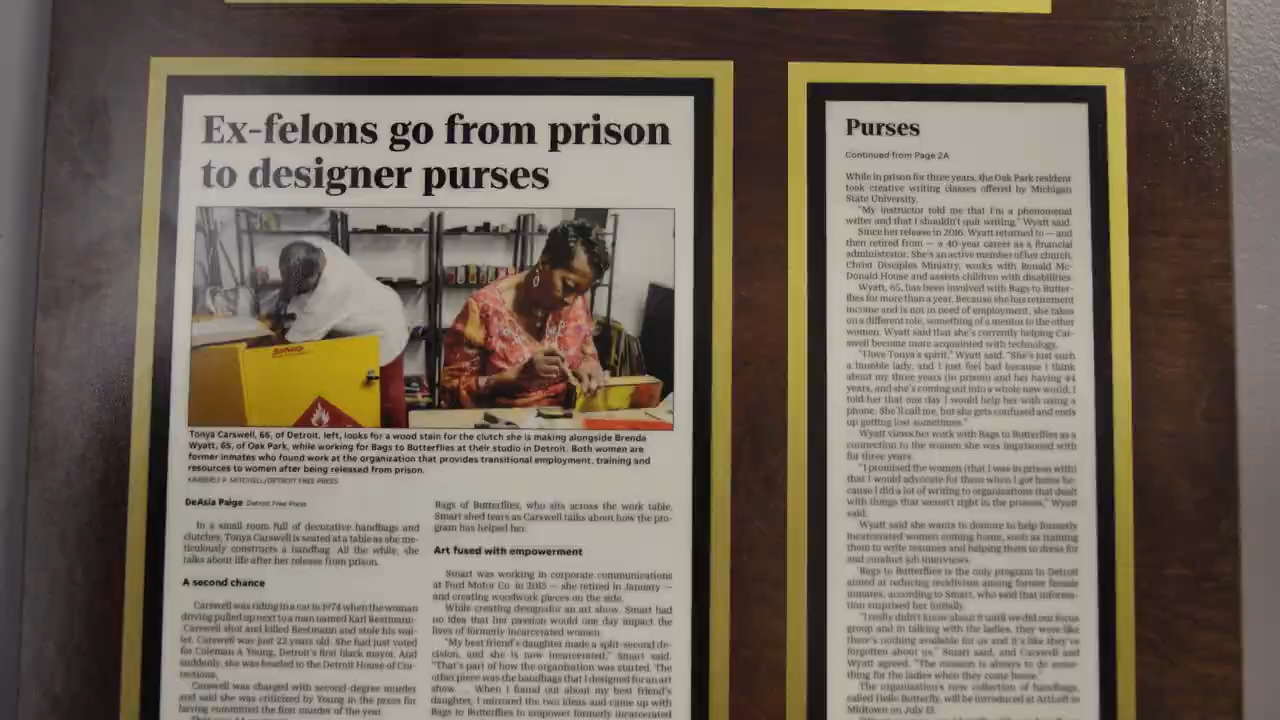 Ex-felons go from prison
to designer purses
Tonya Carswell, 65, of Detroit, left, looks for a wood stain for the clutch she is making alongside Brende
Wyatt, 65, of Oak Park, while working for Bags to Butterflies at their studio in Detroit. Both women are
former inmates who found work at the organization that provides transitional employment, training and
resources to women after being released from prison.
KIMBERLY P. MITCHELL/DETROIT FREE PRESS
DeAsia Paige Detroit Free Press
In a small room full of decorative handbags and
clutches, Tonya Carswell is seated at a table as she me-
ticulously constructs a handbag. All the while, she
talks about life after her release from prison.
A second chance
Carswell was riding in a car in 1974 when the woman
driving pulled up next to a man named Karl Restmann.
Carswell shot and killed Restmann and stole his wal-
let. Carswell was just 22 years old. She had just voted
for Coleman A. Young, Detroit's first black mayor. And
suddenly, she was headed to the Detroit House of Cor-
rections.
Carswell was charged with second-degree murder
and said she was criticized by Young in the press for
having committed the first murder of the year.
Bags of Butterflies, who sits across the work table.
Smart shed tears as Carswell talks about how the pro-
gram has helped her.
Art fused with empowerment
Smart was working in corporate communications
at Ford Motor Co. in 2015 — she retired in January —
and creating woodwork pieces on the side.
While creating designs for an art show, Smart had
no idea that her passion would one day impact the
lives of formerly incarcerated women.
"My best friend's daughter made a split-second de-
cision, and she is now incarcerated," Smart said.
"That's part of how the organization was started. The
other piece was the handbags that I designed for an art
show. ... When I found out about my best friend's
daughter, I mirrored the two ideas and came up with
Bags to Butterflies to empower formerly incarcerated
Purses
Continued from Page 2A
While in prison for three years, the Oak Park resident
took creative writing classes offered by Michigan
State University.
"My instructor told me that I'm a phenomenal
writer and that I shouldn't quit writing," Wyatt said.
Since her release in 2016, Wyatt returned to — and
then retired from — a 40-year career as a financial
administrator. She's an active member of her church,
Christ Disciples Ministry, works with Ronald Mc-
Donald House and assists children with disabilities.
Wyatt, 65, has been involved with Bags to Butter-
flies for more than a year. Because she has retirement
income and is not in need of employment, she takes
on a different role, something of a mentor to the other
women. Wyatt said that she's currently helping Car-
swell become more acquainted with technology.
"I love Tonya's spirit," Wyatt said. "She's just such
a humble lady, and I just feel bad because I think
about my three years (in prison) and her having 44
years, and she's coming out into a whole new world. I
told her that one day I would help her with using a
phone. She'll call me, but she gets confused and ends
up getting lost sometimes."
Wyatt views her work with Bags to Butterflies as a
connection to the women she was imprisoned with
for three years.
"I promised the women (that I was in prison with)
that I would advocate for them when I got home be-
cause I did a lot of writing to organizations that dealt
with things that weren't right in the prisons," Wyatt
said.
Wyatt said she wants to donate to help formerly
incarcerated women coming home, such as training
them to write resumes and helping them to dress for
and conduct job interviews.
Bags to Butterflies is the only program in Detroit
aimed at reducing recidivism among former female
inmates, according to Smart, who said that informa-
tion surprised her initially.
"I really didn't know about it until we did our focus
group and in talking with the ladies, they were like
there's nothing available for us and it's like they've
forgotten about us," Smart said, and Carswell and
Wyatt agreed. "The mission is always to do some-
thing for the ladies when they come home."
The organization's new collection of handbags,
called Hello Butterfly, will be introduced at ArtLoft in
Midtown on July 13.